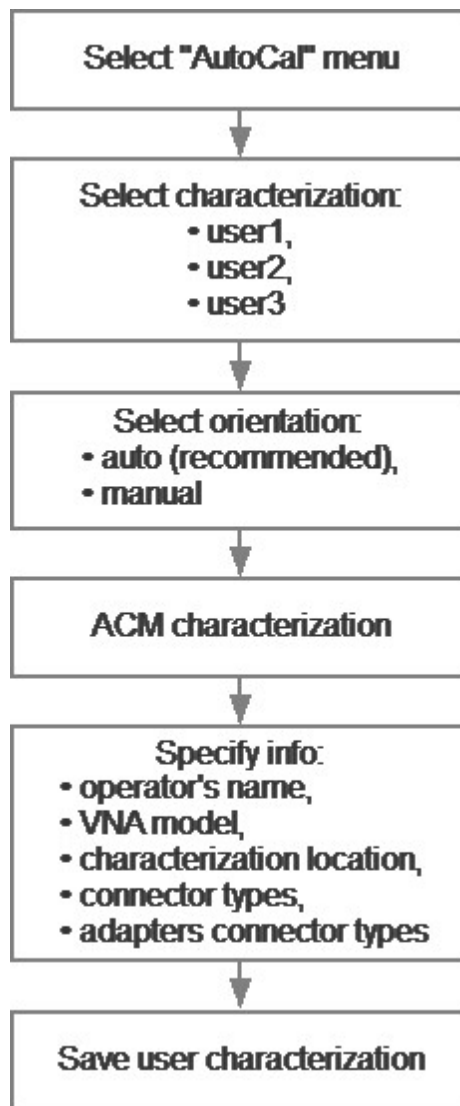 Select "AutoCal" menu
Select characterization:
• user1,
• user2,
• user3
Select orientation:
• auto (recommended),
• manual
ACM characterization
Specify info:
• operator's name,
• VNA model,
• characterization location,
• connector types,
• adapters connector types
Save user characterization